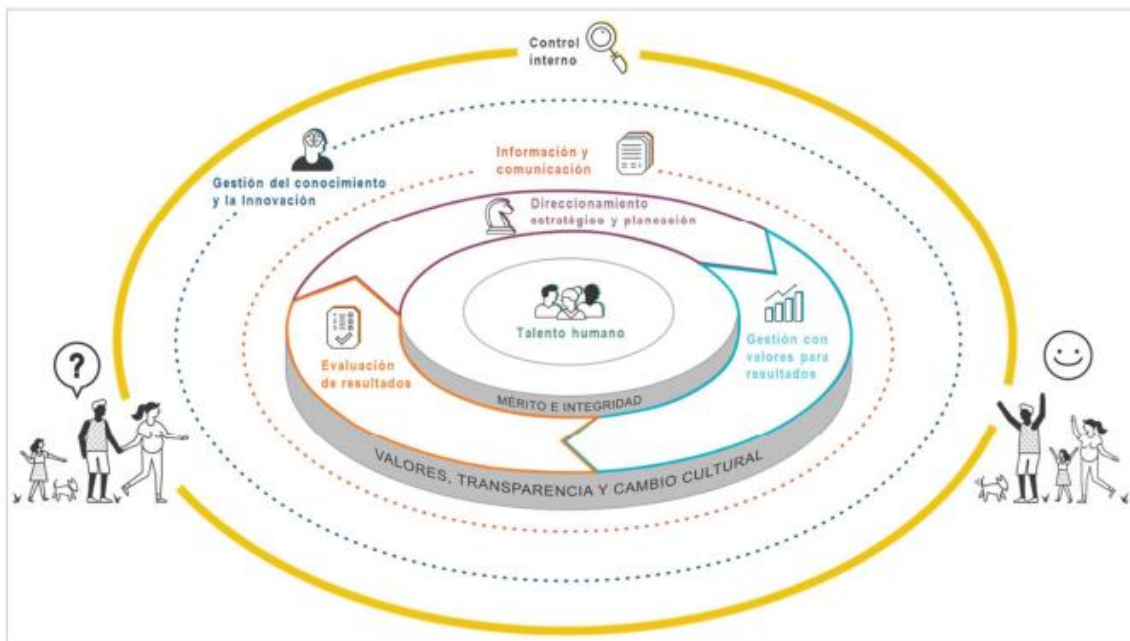 Control
interno
Información y
comunicación
Gestión del conocimiento
y la Innovación
Direccionamiento
estratégico y planeación
Talento humano
Gestión con
valores para
resultados
Evaluación
de resultados
MÉRITO E INTEGRIDAD
VALORES, TRANSPARENCIA Y CAMBIO CULTURAL
?